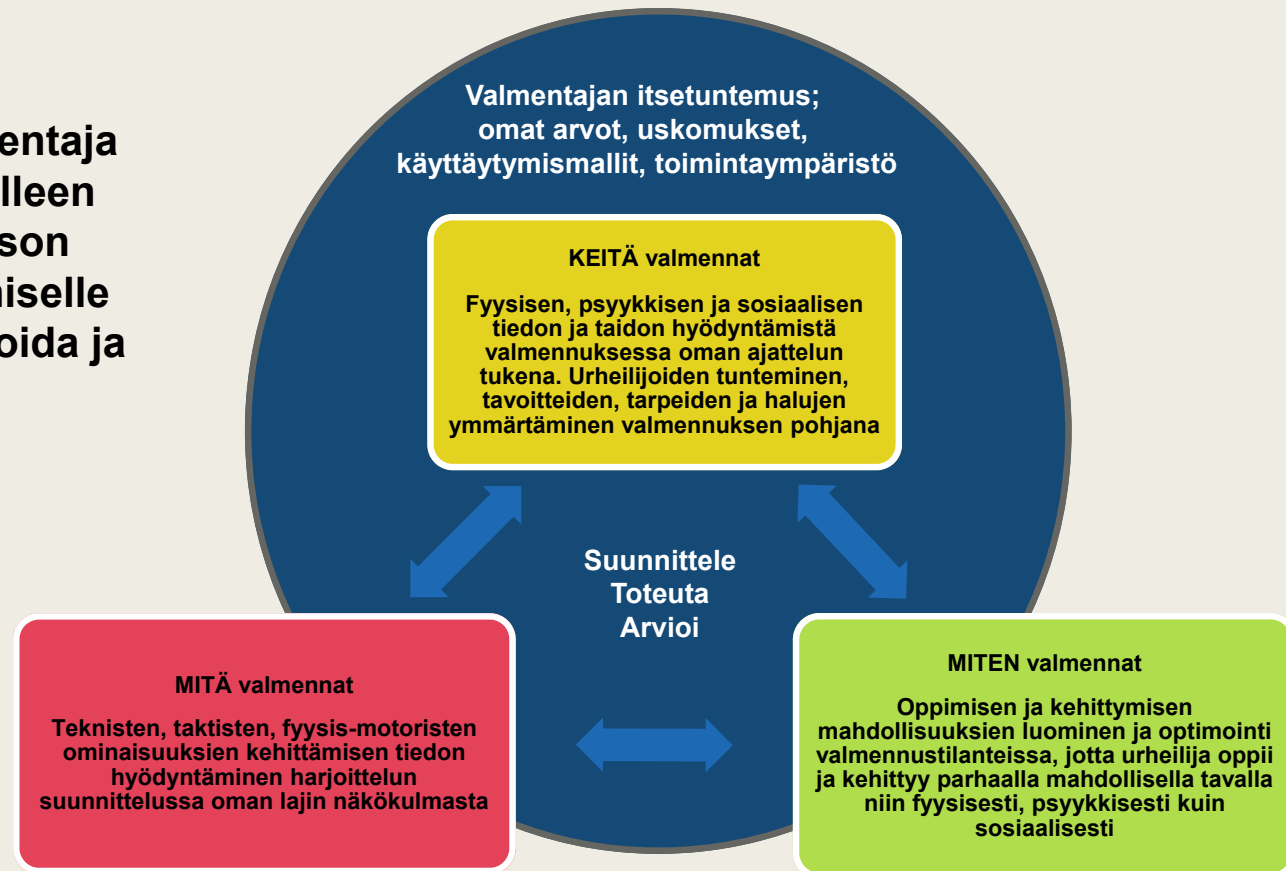 entaja
lleen
son
niselle
oida ja
Valmentajan itsetuntemus;
omat arvot, uskomukset,
käyttäytymismallit, toimintaympäristö
KEITÄ valmennat
Fyysisen, psyykkisen ja sosiaalisen
tiedon ja taidon hyödyntämistä
valmennuksessa oman ajattelun
tukena. Urheilijoiden tunteminen,
tavoitteiden, tarpeiden ja halujen
ymmärtäminen valmennuksen pohjana
Suunnittele
Toteuta
Arvioi
MITÄ valmennat
Teknisten, taktisten, fyysis-motoristen
ominaisuuksien kehittämisen tiedon
hyödyntäminen harjoittelun
suunnittelussa oman lajin näkökulmasta
MITEN valmennat
Oppimisen ja kehittymisen
mahdollisuuksien luominen ja optimointi
valmennustilanteissa, jotta urheilija oppii
ja kehittyy parhaalla mahdollisella tavalla
niin fyysisesti, psyykkisesti kuin
sosiaalisesti